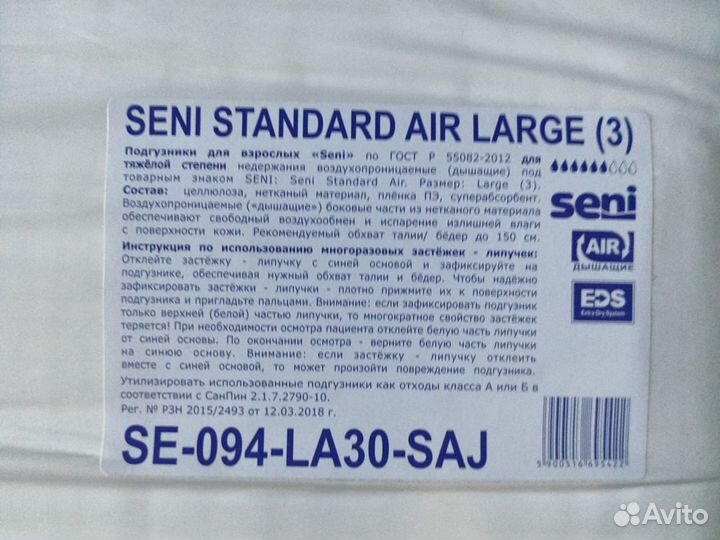 SENI STANDARD AIR LARGE (3)
Подгузники для взрослых «Seni» по ГОСТ Р 55082-2012 для
тяжёлой степени недержания воздухопроницаемые (дышащие) под
товарным знаком SENI: Seni Standard Air. Размер: Large (3).
Состав: целлюлоза, нетканый материал, плёнка ПЭ, суперабсорбент.
Воздухопроницаемые («дышащие») боковые части из нетканого материала
обеспечивают свободный воздухообмен и испарение излишней влаги
с поверхности кожи. Рекомендуемый обхват талии/ бёдер до 150 см.
Инструкция по использованию многоразовых застёжек - липучек:
Отклейте застёжку - липучку с синей основой и зафиксируйте на
подгузнике, обеспечивая нужный обхват талии и бёдер. Чтобы надёжно
зафиксировать застёжки - липучки - плотно прижмите их к поверхности
подгузника и пригладьте пальцами. Внимание: если зафиксировать подгузник
только верхней (белой) частью липучки, то многократное свойство застёжек
теряется! При необходимости осмотра пациента отклейте белую часть липучки
от синей основы. По окончании осмотра - верните белую часть липучки
на синюю основу. Внимание: если застёжку - липучку отклеить
вместе с синей основой, то может произойти повреждение подгузника.
Утилизировать использованные подгузники как отходы класса А или Б в
соответствии с СанПин 2.1.7.2790-10.
Рег. № РЗН 2015/2493 от 12.03.2018 г.
SE-094-LA30-SAJ
seni
AIR
ДЫШАЩИЕ
EDS
Extra Dry System
5 900516 695422
Avito